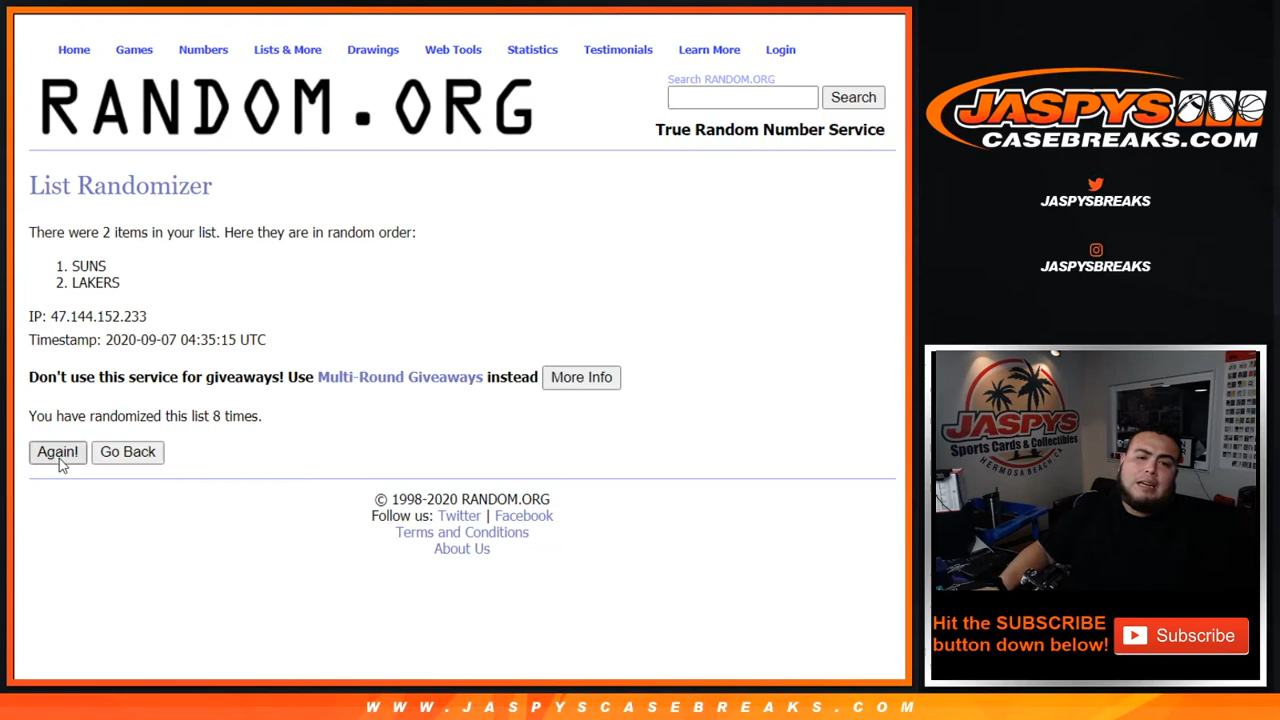 Home Games Numbers Lists & More Drawings Web Tools Statistics Testimonials Learn More Login
RANDOM.ORG
Search RANDOM.ORG
Search
True Random Number Service
List Randomizer
There were 2 items in your list. Here they are in random order:
1. SUNS
2. LAKERS
IP: 47.144.152.233
Timestamp: 2020-09-07 04:35:15 UTC
Don't use this service for giveaways! Use Multi-Round Giveaways instead More Info
You have randomized this list 8 times.
Again! Go Back
© 1998-2020 RANDOM.ORG
Follow us: Twitter | Facebook
Terms and Conditions
About Us
JASPYS
CASEBREAKS.COM
JASPYSBREAKS
JASPYSBREAKS
JASPYS
Sports Cards & Collectibles
HERMOSA BEACH CA
Hit the SUBSCRIBE
button down below!
Subscribe
WWW.JASPYSCASEBREAKS.COM